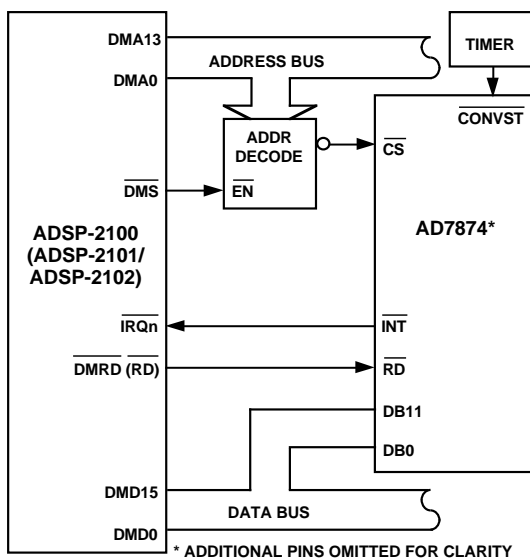 DMA13
ADDRESS BUS
DMA0
TIMER
CONVST
ADDR
DECODE
CS
DMS
EN
ADSP-2100
(ADSP-2101/
ADSP-2102)
AD7874*
IRQn
INT
DMRD (RD)
RD
DB11
DB0
DMD15
DATA BUS
DMD0
* ADDITIONAL PINS OMITTED FOR CLARITY